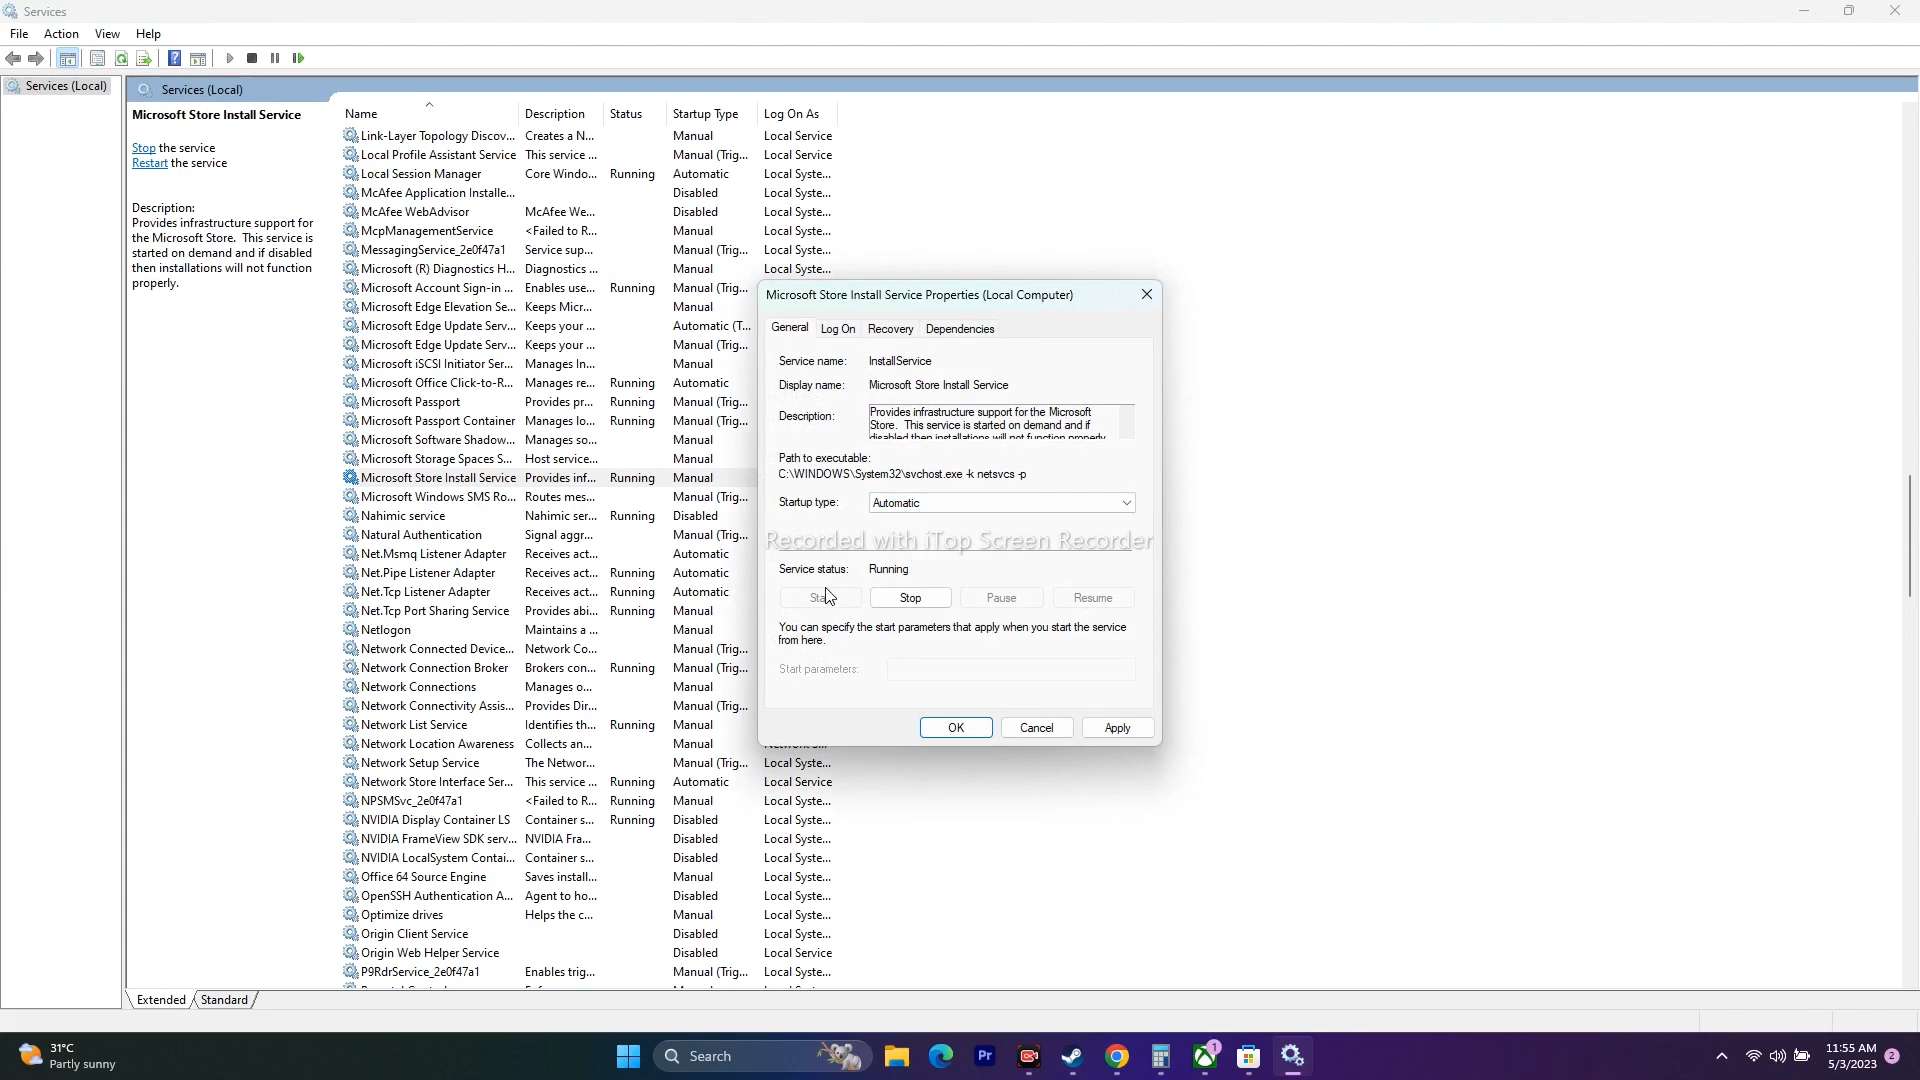 Services
File Action View Help
Services (Local)
Services (Local)
Microsoft Store Install Service
Stop the service
Restart the service
Description:
Provides infrastructure support for
the Microsoft Store. This service is
started on demand and if disabled
then installations will not function
properly.
Name Description Status Startup Type Log On As
Link-Layer Topology Discov... Creates a N... Manual Local Service
Local Profile Assistant Service This service ... Manual (Trig... Local Service
Local Session Manager Core Windo... Running Automatic Local Syste...
McAfee Application Installe... Disabled Local Syste...
McAfee WebAdvisor McAfee We... Disabled Local Syste...
McpManagementService <Failed to R... Manual Local Syste...
MessagingService_2e0f47a1 Service sup... Manual (Trig... Local Syste...
Microsoft (R) Diagnostics H... Diagnostics ... Manual Local Syste...
Microsoft Account Sign-in ... Enables use... Running Manual (Trig...
Microsoft Edge Elevation Se... Keeps Micr... Manual
Microsoft Edge Update Serv... Keeps your ... Automatic (T...
Microsoft Edge Update Serv... Keeps your ... Manual (Trig...
Microsoft iSCSI Initiator Ser... Manages In... Manual
Microsoft Office Click-to-R... Manages re... Running Automatic
Microsoft Passport Provides pr... Running Manual (Trig...
Microsoft Passport Container Manages lo... Running Manual (Trig...
Microsoft Software Shadow... Manages so... Manual
Microsoft Storage Spaces S... Host service... Manual
Microsoft Store Install Service Provides inf... Running Manual
Microsoft Windows SMS Ro... Routes mes... Manual (Trig...
Nahimic service Nahimic ser... Running Disabled
Natural Authentication Signal aggr... Manual (Trig...
Net.Msmq Listener Adapter Receives act... Automatic
Net.Pipe Listener Adapter Receives act... Running Automatic
Net.Tcp Listener Adapter Receives act... Running Automatic
Net.Tcp Port Sharing Service Provides abi... Running Manual
Netlogon Maintains a ... Manual
Network Connected Device... Network Co... Manual (Trig...
Network Connection Broker Brokers con... Running Manual (Trig...
Network Connections Manages o... Manual
Network Connectivity Assis... Provides Dir... Manual (Trig...
Network List Service Identifies th... Running Manual
Network Location Awareness Collects an... Manual
Network Setup Service The Networ... Manual (Trig... Local Syste...
Network Store Interface Ser... This service ... Running Automatic Local Service
NPSMSvc_2e0f47a1 <Failed to R... Running Manual Local Syste...
NVIDIA Display Container LS Container s... Running Disabled Local Syste...
NVIDIA FrameView SDK serv... NVIDIA Fra... Disabled Local Syste...
NVIDIA LocalSystem Contai... Container s... Disabled Local Syste...
Office 64 Source Engine Saves install... Manual Local Syste...
OpenSSH Authentication A... Agent to ho... Disabled Local Syste...
Optimize drives Helps the c... Manual Local Syste...
Origin Client Service Disabled Local Syste...
Origin Web Helper Service Disabled Local Service
P9RdrService_2e0f47a1 Enables trig... Manual (Trig... Local Syste...
Microsoft Store Install Service Properties (Local Computer)
General Log On Recovery Dependencies
Service name: InstallService
Display name: Microsoft Store Install Service
Description: Provides infrastructure support for the Microsoft
Store. This service is started on demand and if
disabled then installations will not function properly
Path to executable:
C:\WINDOWS\System32\svchost.exe -k netsvcs -p
Startup type: Automatic
Recorded with iTop Screen Recorder
Service status: Running
Stop Pause Resume
You can specify the start parameters that apply when you start the service
from here.
Start parameters:
OK Cancel Apply
Extended Standard
31°C
Partly sunny
Search
Pr
1
11:55 AM
5/3/2023
2